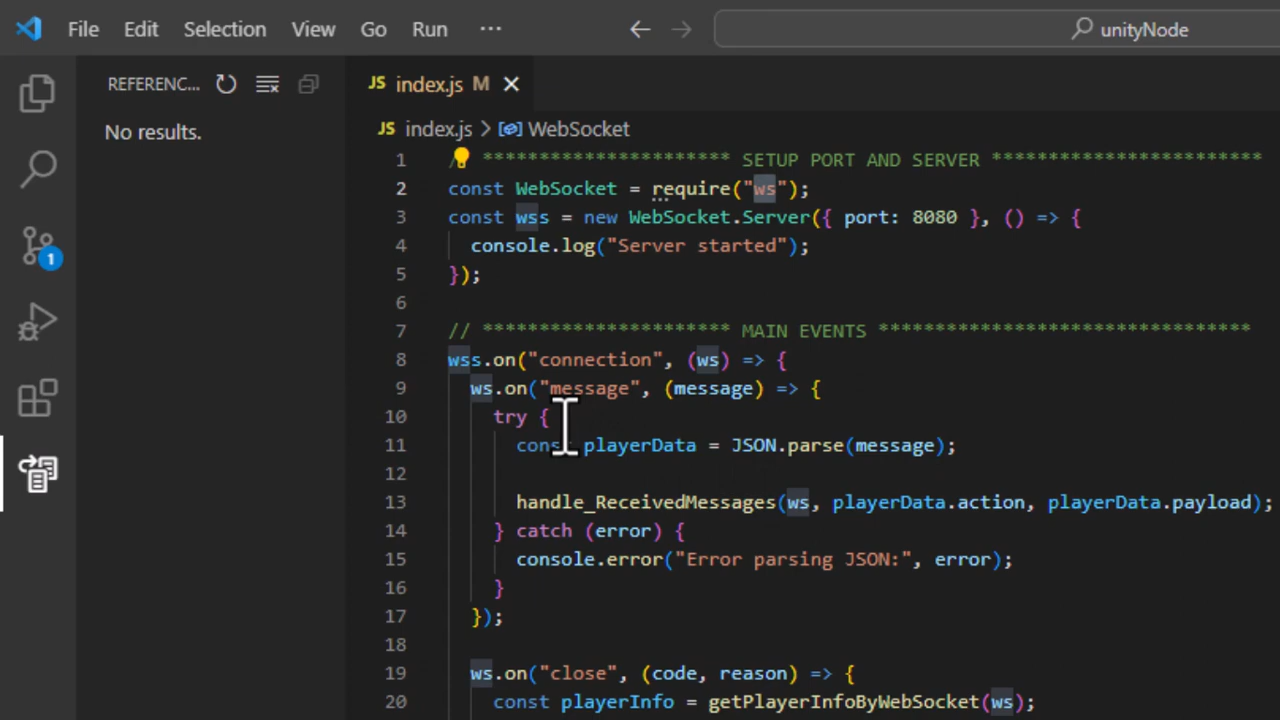 File Edit Selection View Go Run ··· unityNode
REFERENC...
No results.
1
JS index.js M
JS index.js > WebSocket
1 / ********************** SETUP PORT AND SERVER ************************
2 const WebSocket = require("ws");
3 const wss = new WebSocket.Server({ port: 8080 }, () => {
4 console.log("Server started");
5 });
6
7 // ********************** MAIN EVENTS *********************************
8 wss.on("connection", (ws) => {
9 ws.on("message", (message) => {
10 try {
11 const playerData = JSON.parse(message);
12
13 handle_ReceivedMessages(ws, playerData.action, playerData.payload);
14 } catch (error) {
15 console.error("Error parsing JSON:", error);
16 }
17 });
18
19 ws.on("close", (code, reason) => {
20 const playerInfo = getPlayerInfoByWebSocket(ws);